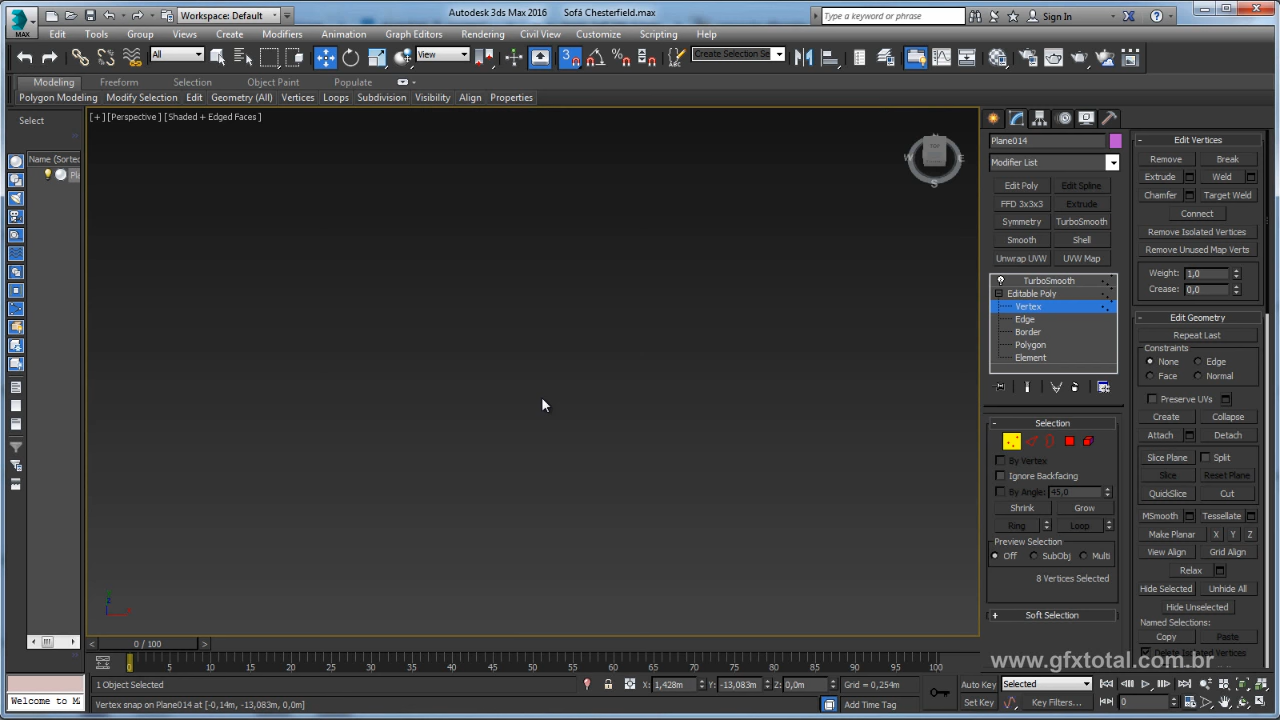 Autodesk 3ds Max 2016 Sofá Chesterfield.max
Workspace: Default
Type a keyword or phrase
Sign In
MAX
Edit Tools Group Views Create Modifiers Animation Graph Editors Rendering Civil View Customize Scripting Help
All
View
3
Create Selection Se
Modeling Freeform Selection Object Paint Populate
Polygon Modeling Modify Selection Edit Geometry (All) Vertices Loops Subdivision Visibility Align Properties
Select
Name (Sorted
[+] [Perspective] [Shaded + Edged Faces]
TOP
W
E
S
Plane014
Modifier List
Edit Poly Edit Spline
FFD 3x3x3 Extrude
Symmetry TurboSmooth
Smooth Shell
Unwrap UVW UVW Map
TurboSmooth
Editable Poly
Vertex
Edge
Border
Polygon
Element
Selection
By Vertex
Ignore Backfacing
By Angle: 45,0
Shrink Grow
Ring Loop
Preview Selection
Off SubObj Multi
8 Vertices Selected
Soft Selection
Edit Vertices
Remove Break
Extrude Weld
Chamfer Target Weld
Connect
Remove Isolated Vertices
Remove Unused Map Verts
Weight: 1,0
Crease: 0,0
Edit Geometry
Repeat Last
Constraints
None Edge
Face Normal
Preserve UVs
Create Collapse
Attach Detach
Slice Plane Split
Slice Reset Plane
QuickSlice Cut
MSmooth Tessellate
Make Planar X Y Z
View Align Grid Align
Relax
Hide Selected Unhide All
Hide Unselected
Named Selections:
Copy Paste
Delete Isolated Vertices
www.gfxtotal.com.br
0 / 100
0 5 10 15 20 25 30 35 40 45 50 55 60 65 70 75 80 85 90 95 100
1 Object Selected
X: 1,428m Y: -13,083m Z: 0,0m Grid = 0,254m
Auto Key Selected
Welcome to M
Vertex snap on Plane014 at [-0,14m, -13,083m, 0,0m]
Add Time Tag
Set Key Key Filters...
0